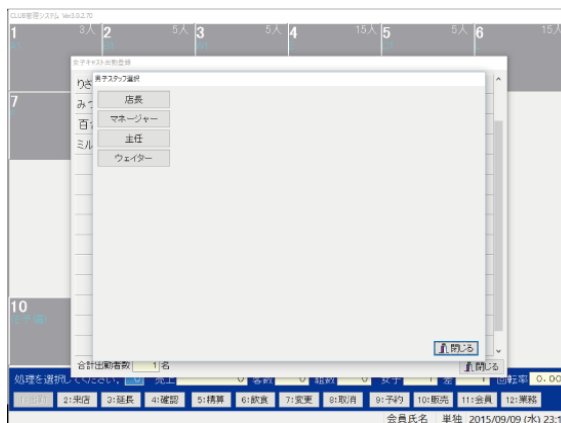 CLUB管理システム Ver3.0.2.70
1 3人 2 5人 3 5人 4 15人 5 5人 6 15人
女子キャスト出勤登録
男子スタッフ選択
りさ
店長
7
みつ
マネージャー
百
主任
ミル
ウェイター
10
閉じる
合計出勤者数 1 名
閉じる
処理を選択してください。 0 売上 0 客数 0 組数 0 女子 1 差 1 回転率 0.00
2:来店 3:延長 4:確認 5:精算 6:飲食 7:変更 8:取消 9:予約 10:販売 11:会員 12:業務
会員氏名 単独 2015/09/09 (水) 23:1